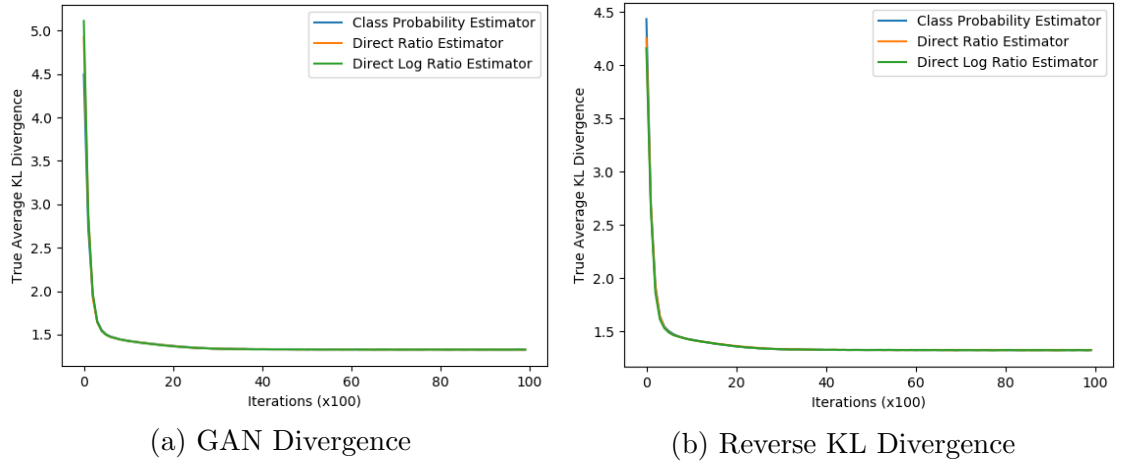 Class Probability Estimator
Direct Ratio Estimator
Direct Log Ratio Estimator
True Average KL Divergence
5.0
4.5
4.0
3.5
3.0
2.5
2.0
1.5
0 20 40 60 80 100
Iterations (x100)
(a) GAN Divergence
Class Probability Estimator
Direct Ratio Estimator
Direct Log Ratio Estimator
True Average KL Divergence
4.5
4.0
3.5
3.0
2.5
2.0
1.5
0 20 40 60 80 100
Iterations (x100)
(b) Reverse KL Divergence